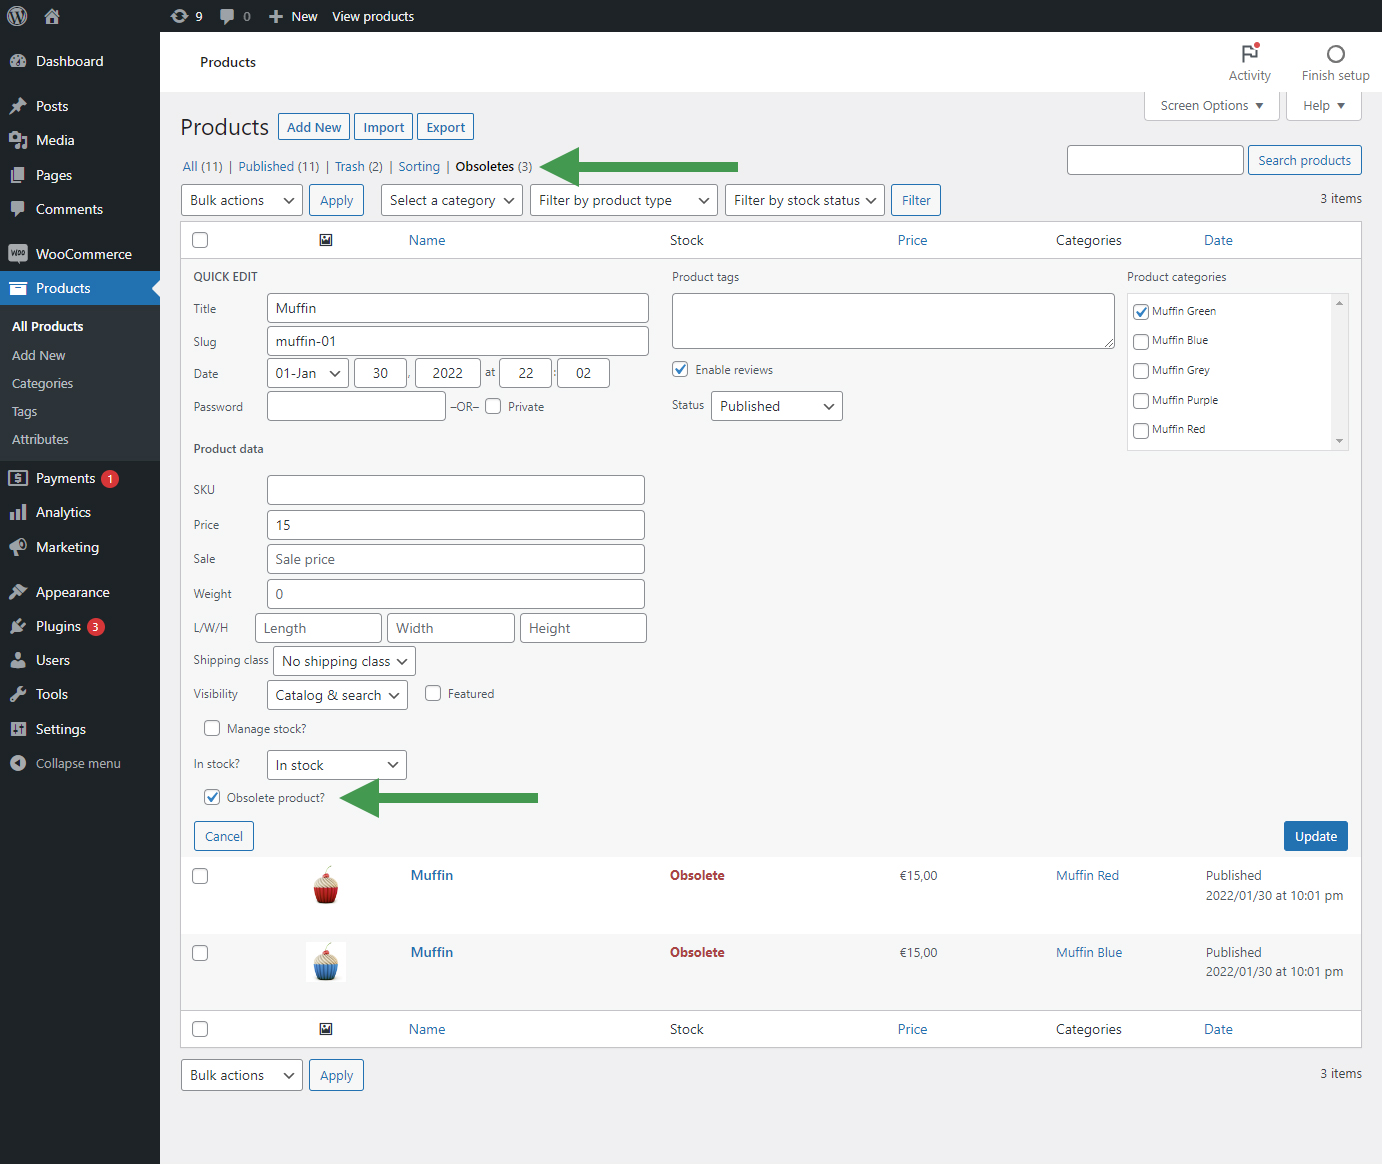 9 0 New View products
Dashboard
Posts
Media
Pages
Comments
WOO WooCommerce
Products
All Products
Add New
Categories
Tags
Attributes
Payments 1
Analytics
Marketing
Appearance
Plugins 3
Users
Tools
Settings
Collapse menu
Products
Activity
Finish setup
Screen Options
Help
Products Add New Import Export
All (11) | Published (11) | Trash (2) | Sorting | Obsoletes (3)
Search products
Bulk actions Apply Select a category Filter by product type Filter by stock status Filter
3 items
Name Stock Price Categories Date
QUICK EDIT
Title Muffin
Slug muffin-01
Date 01-Jan 30, 2022 at 22 : 02
Password –OR– Private
Product tags
Enable reviews
Status Published
Product categories
Muffin Green
Muffin Blue
Muffin Grey
Muffin Purple
Muffin Red
Product data
SKU
Price 15
Sale Sale price
Weight 0
L/W/H Length Width Height
Shipping class No shipping class
Visibility Catalog & search Featured
Manage stock?
In stock? In stock
Obsolete product?
Cancel Update
Muffin Obsolete €15,00 Muffin Red Published
2022/01/30 at 10:01 pm
Muffin Obsolete €15,00 Muffin Blue Published
2022/01/30 at 10:01 pm
Name Stock Price Categories Date
Bulk actions Apply 3 items